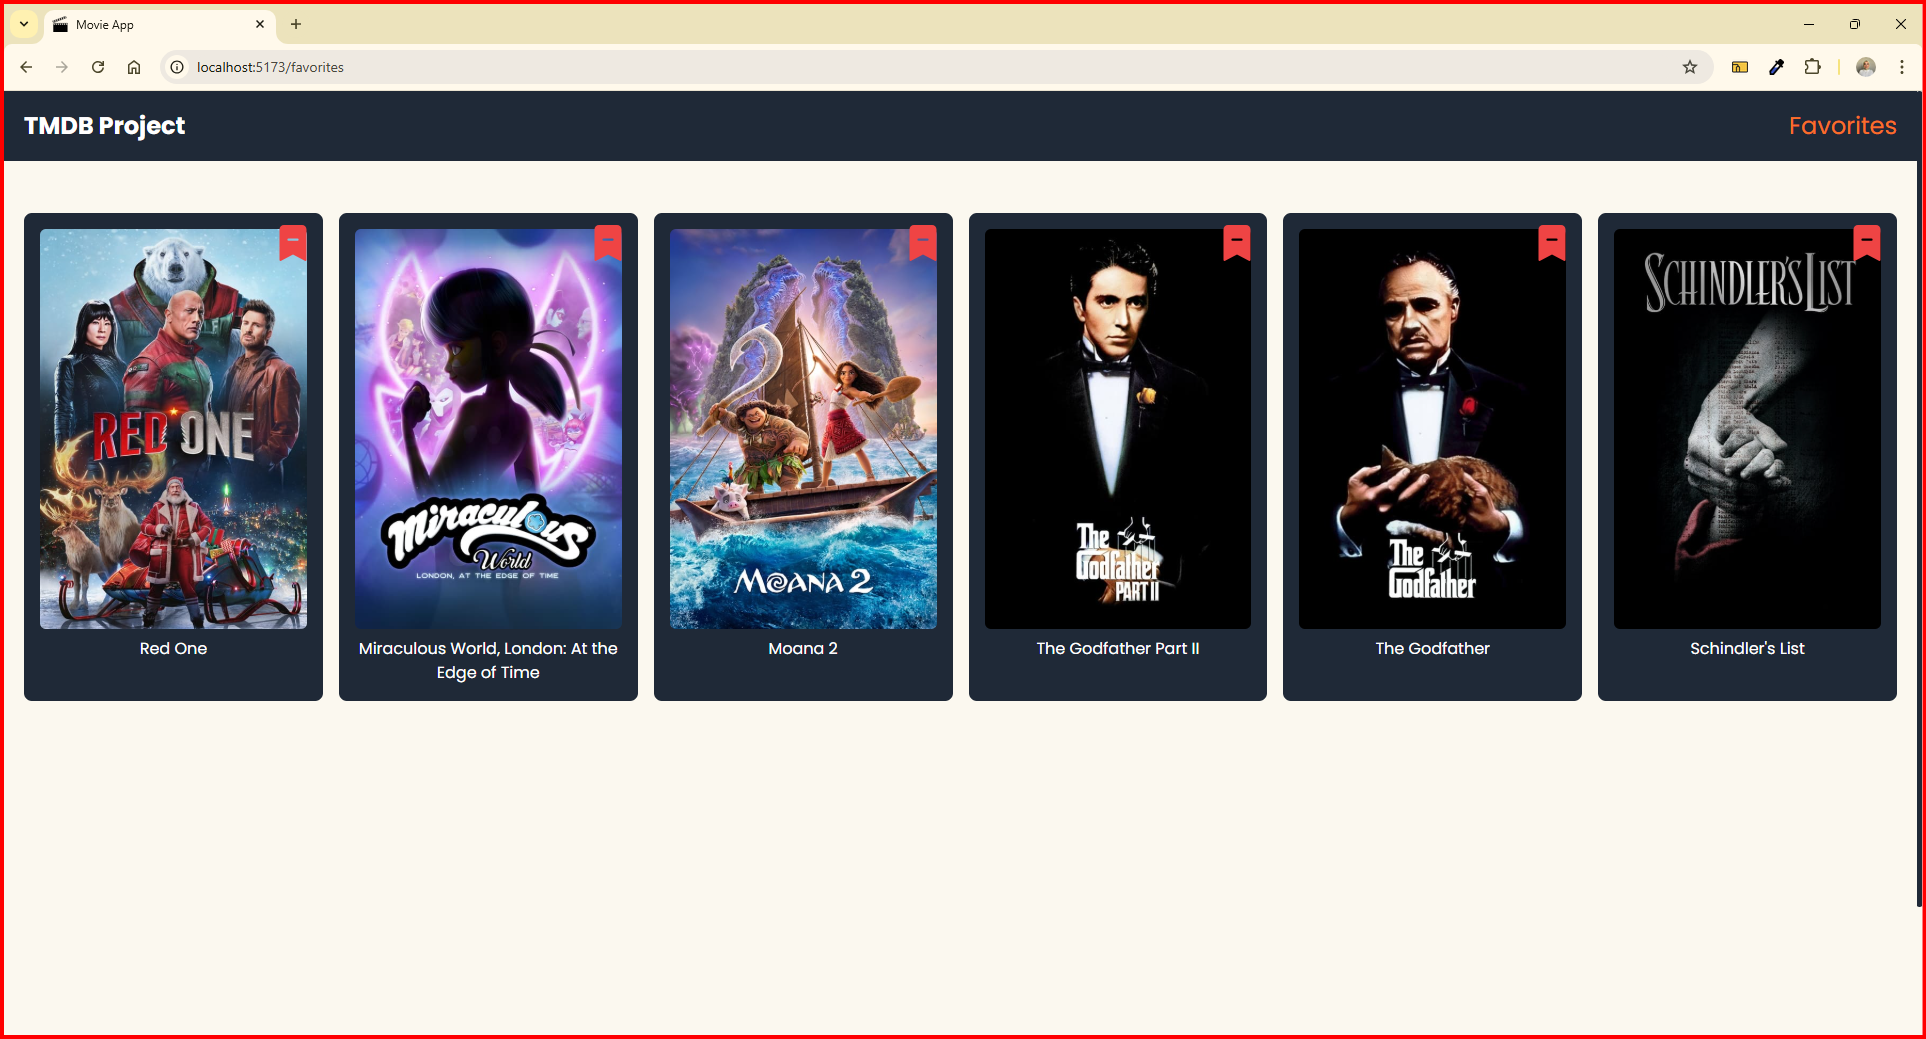 Movie App
localhost:5173/favorites
TMDB Project
Favorites
RED ONE
Miraculous
World
LONDON, AT THE EDGE OF TIME
MOANA 2
The
Godfather
PART II
The
Godfather
SCHINDLER'S LIST
Red One
Miraculous World, London: At the
Edge of Time
Moana 2
The Godfather Part II
The Godfather
Schindler's List